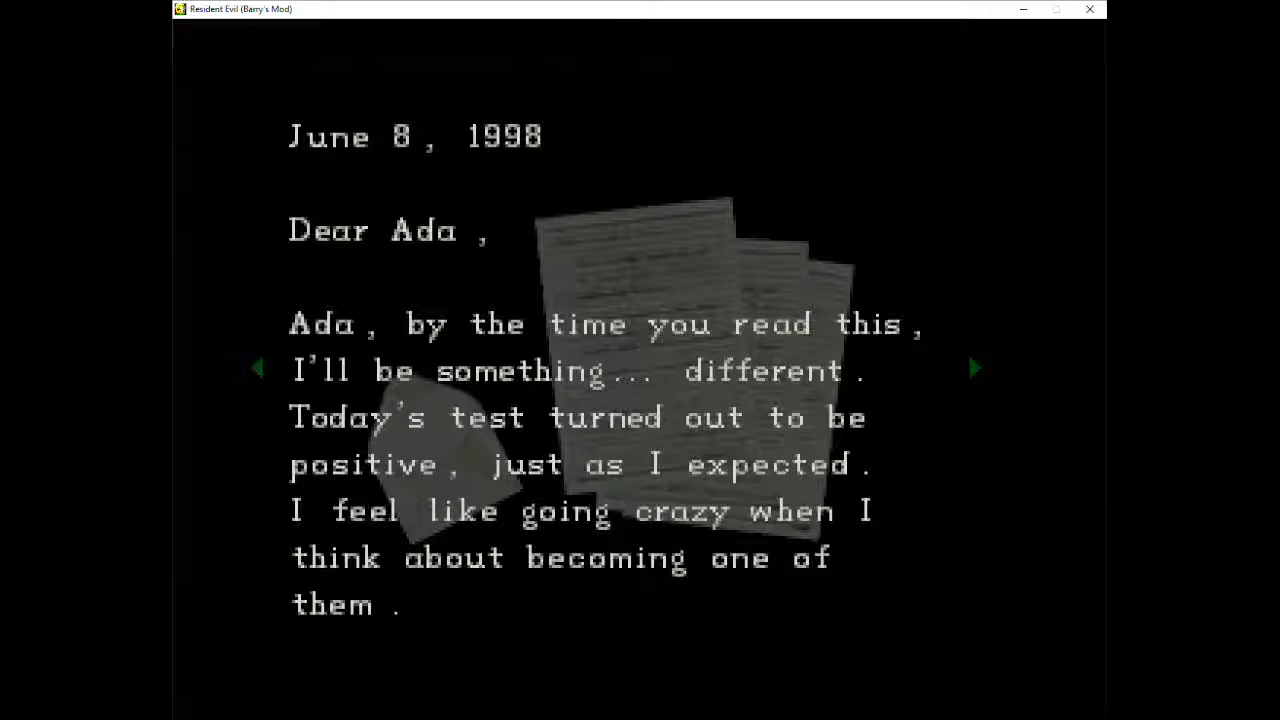 Resident Evil (Barry's Mod)
June 8, 1998
Dear Ada,
Ada, by the time you read this,
I'll be something... different.
Today's test turned out to be
positive, just as I expected.
I feel like going crazy when I
think about becoming one of
them.